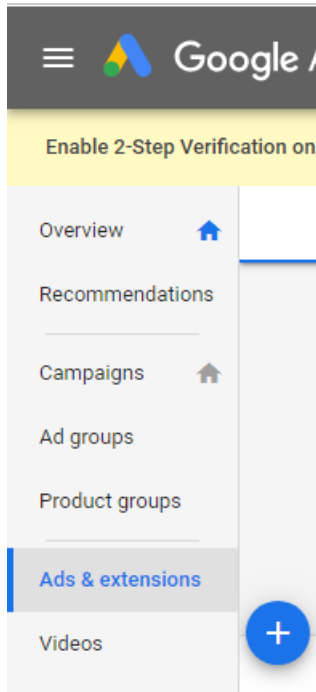 Google A
Enable 2-Step Verification on
Overview
Recommendations
Campaigns
Ad groups
Product groups
Ads & extensions
Videos